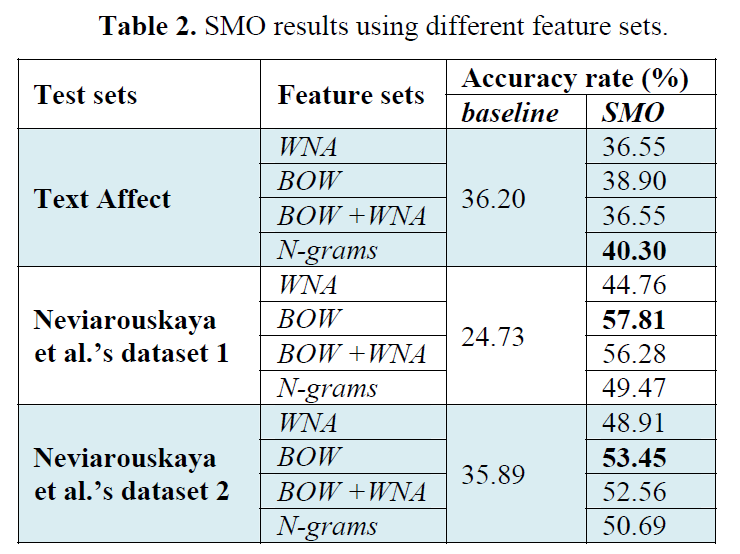 Table 2. SMO results using different feature sets.
Test sets Feature sets Accuracy rate (%)
baseline SMO
Text Affect 36.20
WNA 36.55
BOW 38.90
BOW +WNA 36.55
N-grams 40.30
Neviarouskaya
et al.’s dataset 1 24.73
WNA 44.76
BOW 57.81
BOW +WNA 56.28
N-grams 49.47
Neviarouskaya
et al.’s dataset 2 35.89
WNA 48.91
BOW 53.45
BOW +WNA 52.56
N-grams 50.69